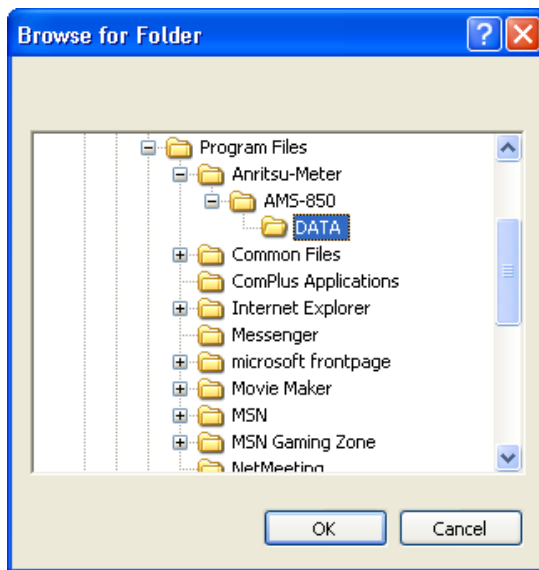 Browse for Folder
Program Files
Anritsu-Meter
AMS-850
DATA
Common Files
ComPlus Applications
Internet Explorer
Messenger
microsoft frontpage
Movie Maker
MSN
MSN Gaming Zone
NetMeeting
OK Cancel